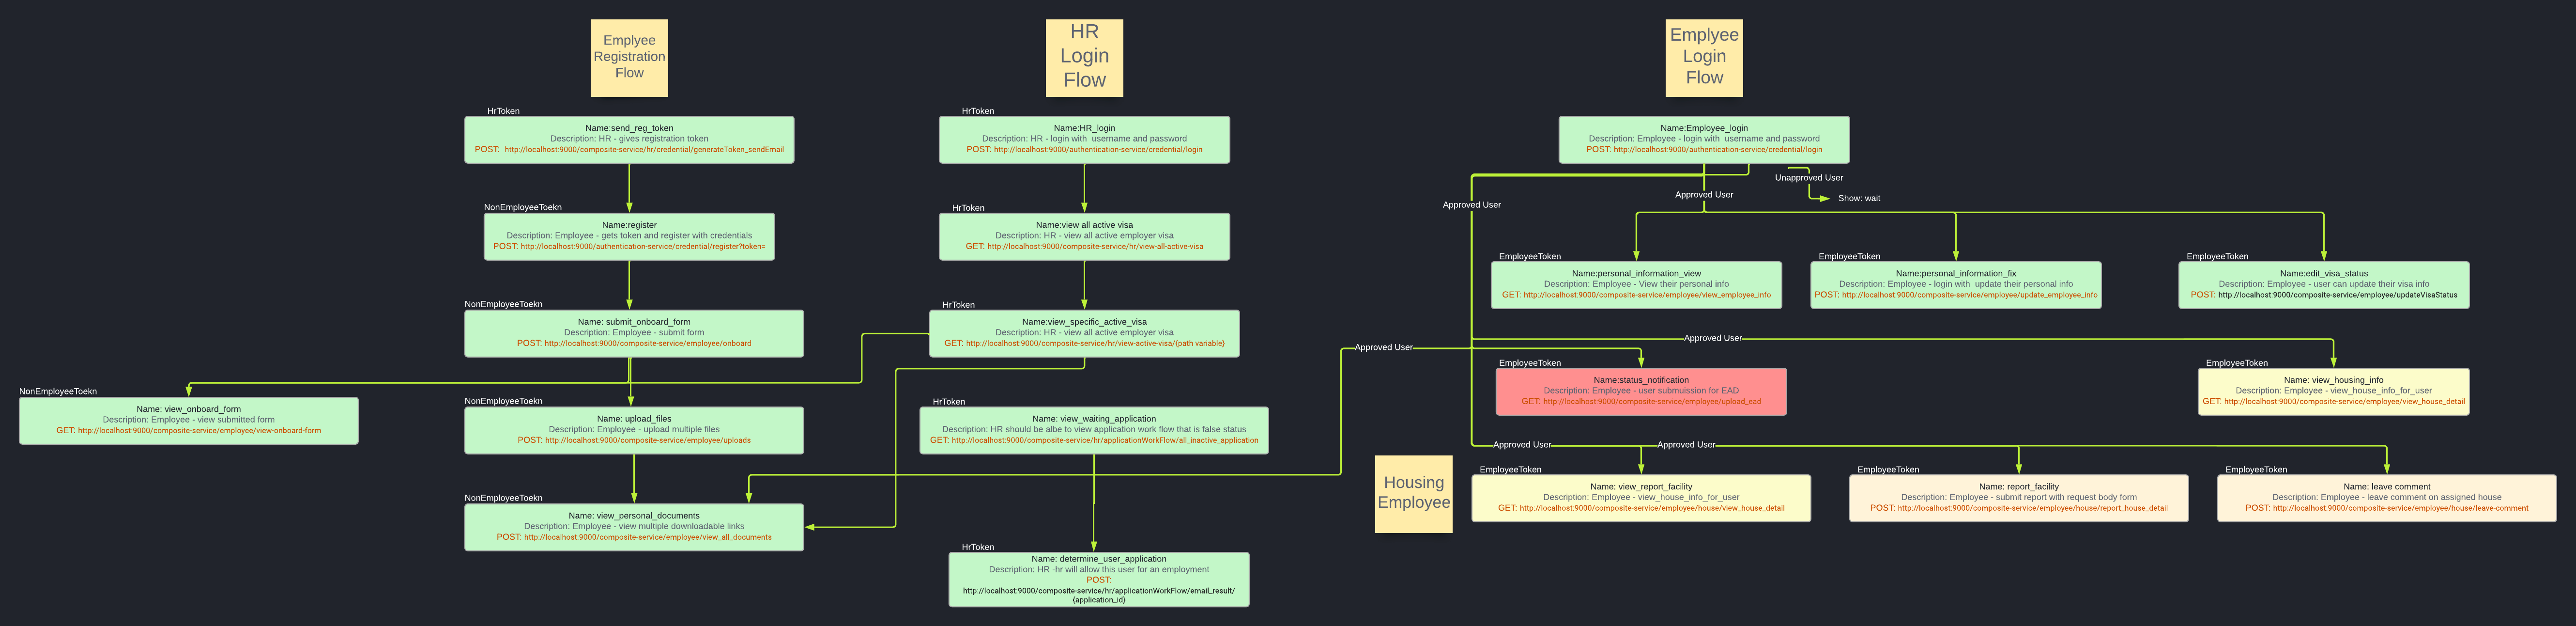 Emplyee
Registration
Flow
HR
Login
Flow
Emplyee
Login
Flow
HrToken
Name:send_reg_token
Description: HR - gives registration token
POST: http://localhost:9000/composite-service/hr/credential/generateToken_sendEmail
HrToken
Name:HR_login
Description: HR - login with username and password
POST: http://localhost:9000/authentication-service/credential/login
Name:Employee_login
Description: Employee - login with username and password
POST: http://localhost:9000/authentication-service/credential/login
Unapproved User
Show: wait
Approved User
Approved User
NonEmployeeToekn
Name:register
Description: Employee - gets token and register with credentials
POST: http://localhost:9000/authentication-service/credential/register?token=
HrToken
Name:view all active visa
Description: HR - view all active employer visa
GET: http://localhost:9000/composite-service/hr/view-all-active-visa
EmployeeToken
Name:personal_information_view
Description: Employee - View their personal info
GET: http://localhost:9000/composite-service/employee/view_employee_info
EmployeeToken
Name:personal_information_fix
Description: Employee - login with update their personal info
POST: http://localhost:9000/composite-service/employee/update_employee_info
EmployeeToken
Name:edit_visa_status
Description: Employee - user can update their visa info
POST: http://localhost:9000/composite-service/employee/updateVisaStatus
NonEmployeeToekn
Name: submit_onboard_form
Description: Employee - submit form
POST: http://localhost:9000/composite-service/employee/onboard
HrToken
Name:view_specific_active_visa
Description: HR - view all active employer visa
GET: http://localhost:9000/composite-service/hr/view-active-visa/{path variable}
Approved User
Approved User
EmployeeToken
Name:status_notification
Description: Employee - user submuission for EAD
GET: http://localhost:9000/composite-service/employee/upload_ead
EmployeeToken
Name: view_housing_info
Description: Employee - view_house_info_for_user
GET: http://localhost:9000/composite-service/employee/view_house_detail
NonEmployeeToekn
Name: view_onboard_form
Description: Employee - view submitted form
GET: http://localhost:9000/composite-service/employee/view-onboard-form
NonEmployeeToekn
Name: upload_files
Description: Employee - upload multiple files
POST: http://localhost:9000/composite-service/employee/uploads
HrToken
Name: view_waiting_application
Description: HR should be albe to view application work flow that is false status
GET: http://localhost:9000/composite-service/hr/applicationWorkFlow/all_inactive_application
Approved User
Approved User
Housing
Employee
EmployeeToken
Name: view_report_facility
Description: Employee - view_house_info_for_user
GET: http://localhost:9000/composite-service/employee/house/view_house_detail
EmployeeToken
Name: report_facility
Description: Employee - submit report with request body form
POST: http://localhost:9000/composite-service/employee/house/report_house_detail
EmployeeToken
Name: leave comment
Description: Employee - leave comment on assigned house
POST: http://localhost:9000/composite-service/employee/house/leave-comment
NonEmployeeToekn
Name: view_personal_documents
Description: Employee - view multiple downloadable links
POST: http://localhost:9000/composite-service/employee/view_all_documents
HrToken
Name: determine_user_application
Description: HR -hr will allow this user for an employment
POST:
http://localhost:9000/composite-service/hr/applicationWorkFlow/email_result/
{application_id}